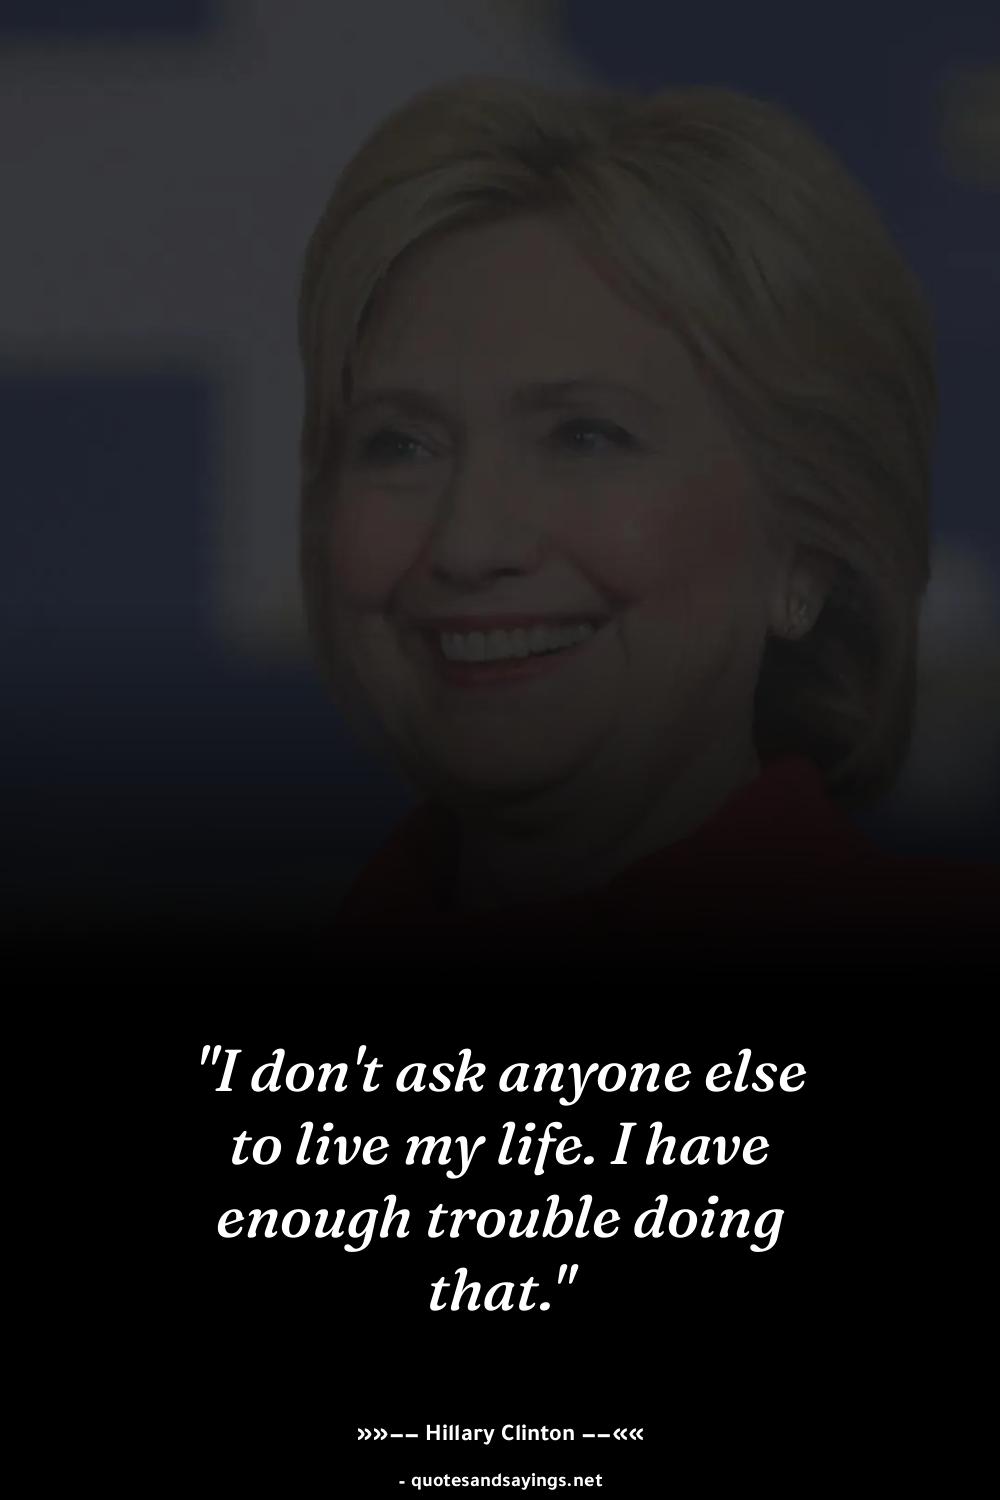 "I don't ask anyone else
to live my life. I have
enough trouble doing
that."
»»−− Hillary Clinton −−««
- quotesandsayings.net